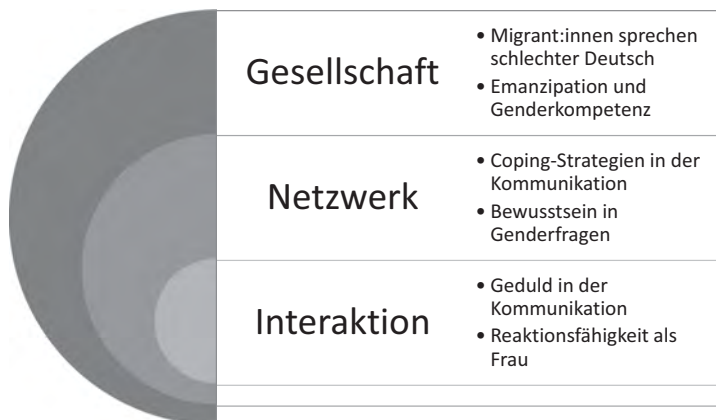 Gesellschaft
• Migrant:innen sprechen
schlechter Deutsch
• Emanzipation und
Genderkompetenz
Netzwerk
• Coping-Strategien in der
Kommunikation
• Bewusstsein in
Genderfragen
Interaktion
• Geduld in der
Kommunikation
• Reaktionsfähigkeit als
Frau